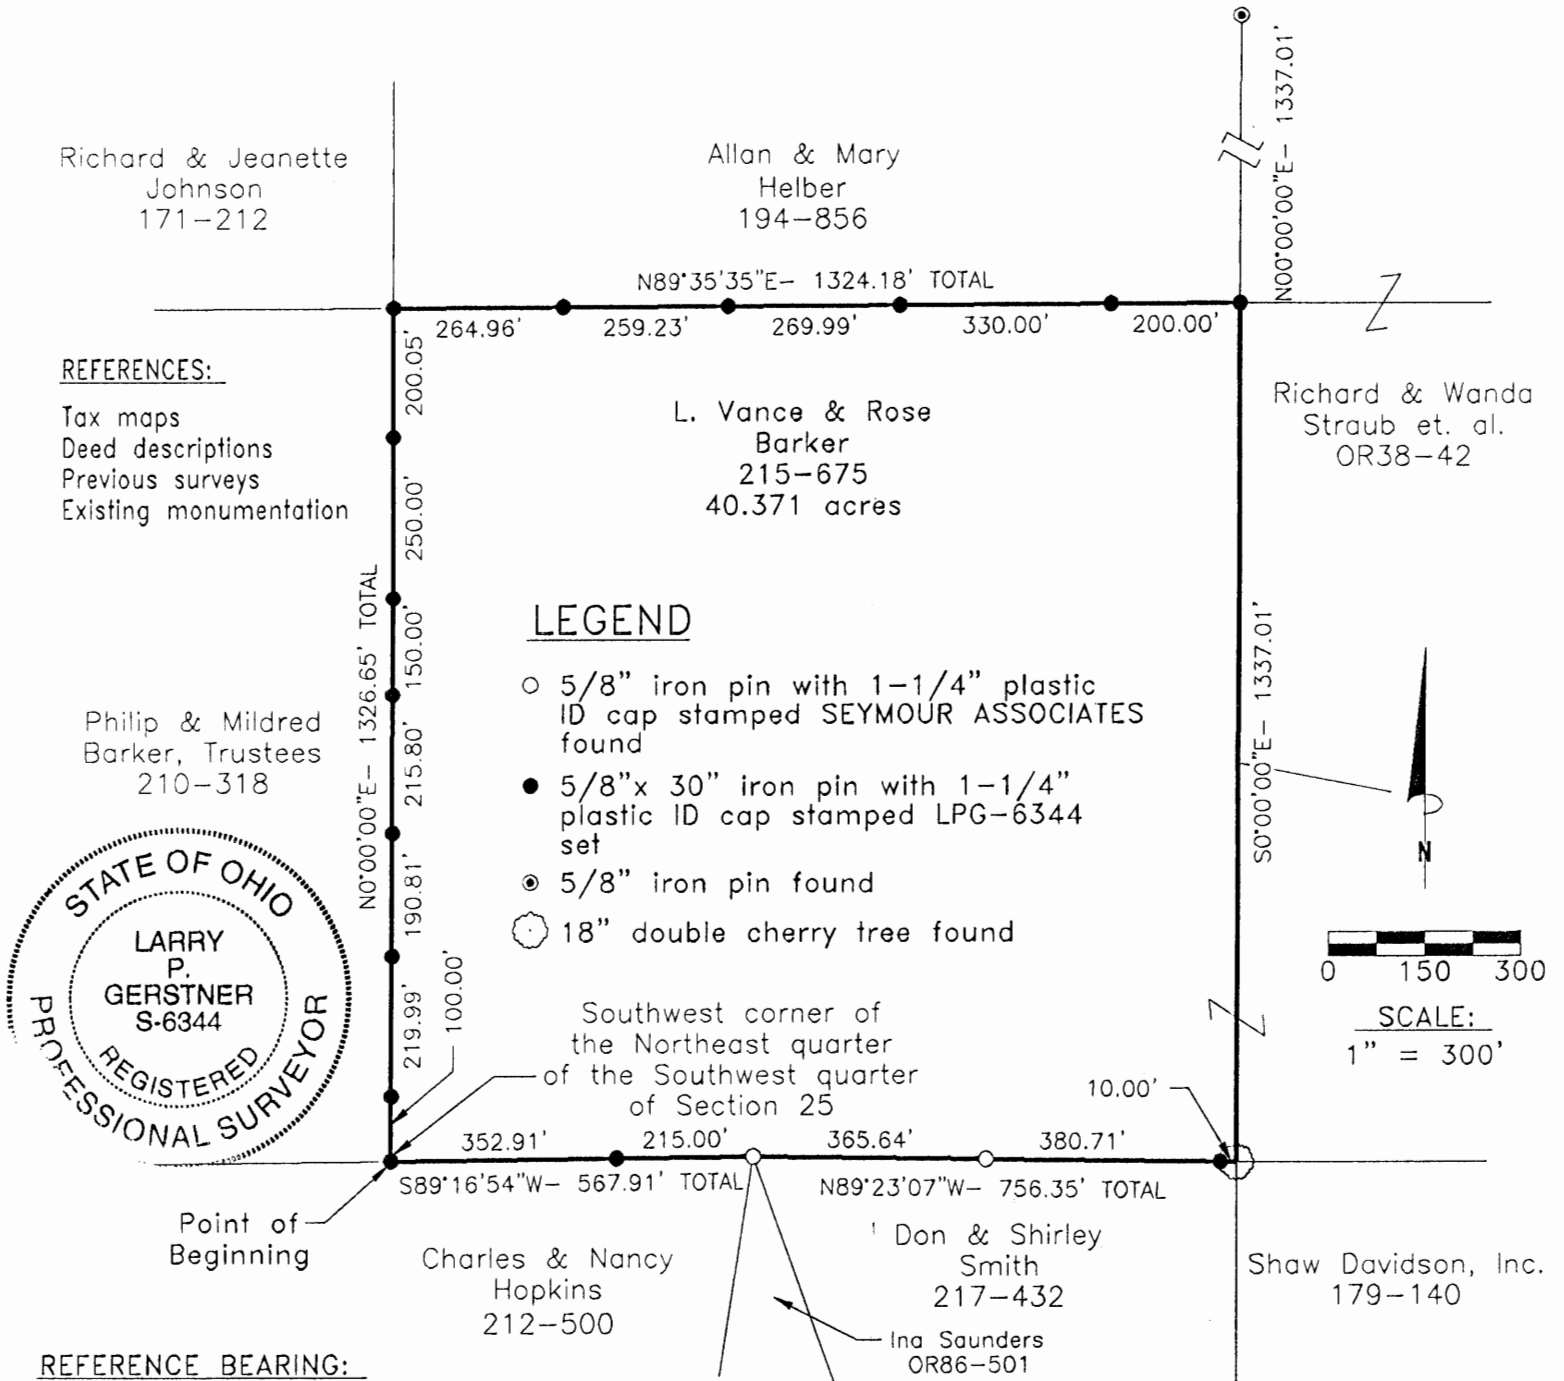 N0°00'00"E- 1337.01'
Richard & Jeanette
Johnson
171-212
Allan & Mary
Helber
194-856
N89°35'35"E- 1324.18' TOTAL
264.96'
259.23'
269.99'
330.00'
200.00'
REFERENCES:
Tax maps
Deed descriptions
Previous surveys
Existing monumentation
200.05'
250.00'
150.00'
215.80'
190.81'
219.99'
100.00'
N0°00'00"E- 1326.65' TOTAL
L. Vance & Rose
Barker
215-675
40.371 acres
Richard & Wanda
Straub et. al.
OR38-42
S0°00'00"E- 1337.01'
LEGEND
5/8" iron pin with 1-1/4" plastic
ID cap stamped SEYMOUR ASSOCIATES
found
5/8"x 30" iron pin with 1-1/4"
plastic ID cap stamped LPG-6344
set
5/8" iron pin found
18" double cherry tree found
Philip & Mildred
Barker, Trustees
210-318
STATE OF OHIO
LARRY
P.
GERSTNER
S-6344
REGISTERED
PROFESSIONAL SURVEYOR
N
0 150 300
SCALE:
1" = 300'
Southwest corner of
the Northeast quarter
of the Southwest quarter
of Section 25
10.00'
352.91'
215.00'
365.64'
380.71'
S89°16'54"W- 567.91' TOTAL
N89°23'07"W- 756.35' TOTAL
Point of
Beginning
Charles & Nancy
Hopkins
212-500
Don & Shirley
Smith
217-432
Shaw Davidson, Inc.
179-140
Ina Saunders
OR86-501
REFERENCE BEARING: